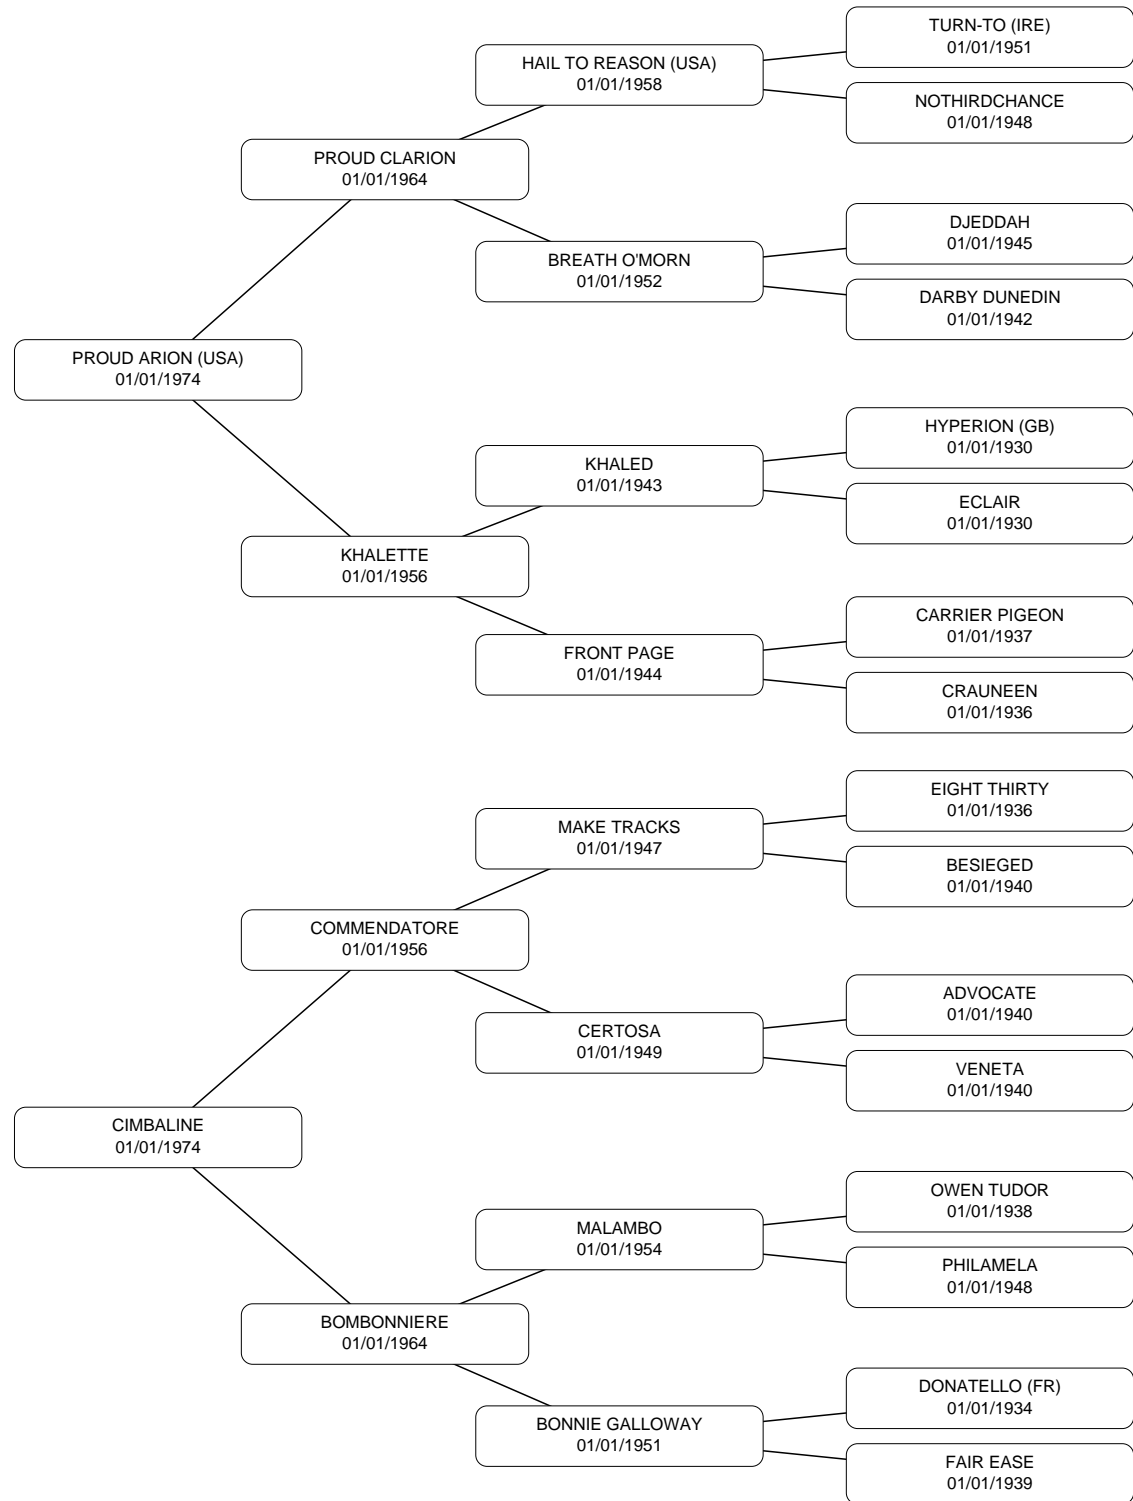 TURN-TO (IRE)
01/01/1951
HAIL TO REASON (USA)
01/01/1958
NOTHIRDCHANCE
01/01/1948
PROUD CLARION
01/01/1964
DJEDDAH
01/01/1945
BREATH O'MORN
01/01/1952
DARBY DUNEDIN
01/01/1942
PROUD ARION (USA)
01/01/1974
HYPERION (GB)
01/01/1930
KHALED
01/01/1943
ECLAIR
01/01/1930
KHALETTE
01/01/1956
CARRIER PIGEON
01/01/1937
FRONT PAGE
01/01/1944
CRAUNEEN
01/01/1936
EIGHT THIRTY
01/01/1936
MAKE TRACKS
01/01/1947
BESIEGED
01/01/1940
COMMENDATORE
01/01/1956
ADVOCATE
01/01/1940
CERTOSA
01/01/1949
VENETA
01/01/1940
CIMBALINE
01/01/1974
OWEN TUDOR
01/01/1938
MALAMBO
01/01/1954
PHILAMELA
01/01/1948
BOMBONNIERE
01/01/1964
DONATELLO (FR)
01/01/1934
BONNIE GALLOWAY
01/01/1951
FAIR EASE
01/01/1939